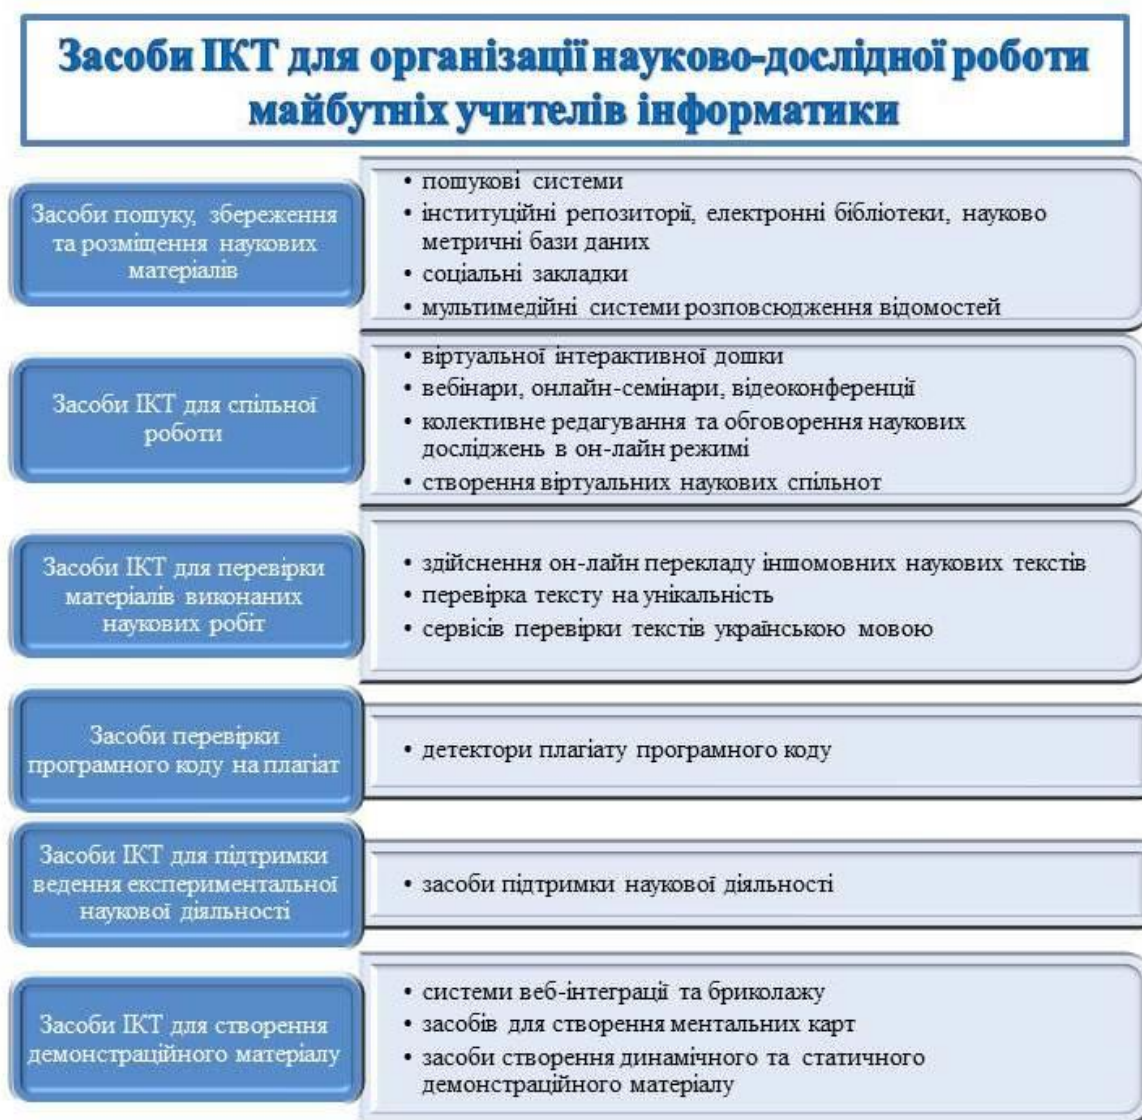 Засоби ІКТ для організації науково-дослідної роботи
майбутніх учителів інформатики
Засоби пошуку, збереження
та розміщення наукових
матеріалів
• пошукові системи
• інституційні репозиторії, електронні бібліотеки, науково
метричні бази даних
• соціальні закладки
• мультимедійні системи розповсюдження відомостей
Засоби ІКТ для спільної
роботи
• віртуальної інтерактивної дошки
• вебінари, онлайн-семінари, відеоконференції
• колективне редагування та обговорення наукових
досліджень в он-лайн режимі
• створення віртуальних наукових спільнот
Засоби ІКТ для перевірки
матеріалів виконаних
наукових робіт
• здійснення он-лайн перекладу іншомовних наукових текстів
• перевірка тексту на унікальність
• сервісів перевірки текстів українською мовою
Засоби перевірки
програмного коду на плагіат
• детектори плагіату програмного коду
Засоби ІКТ для підтримки
ведення експериментальної
наукової діяльності
• засоби підтримки наукової діяльності
Засоби ІКТ для створення
демонстраційного матеріалу
• системи веб-інтеграції та бриколажу
• засобів для створення ментальних карт
• засоби створення динамічного та статичного
демонстраційного матеріалу